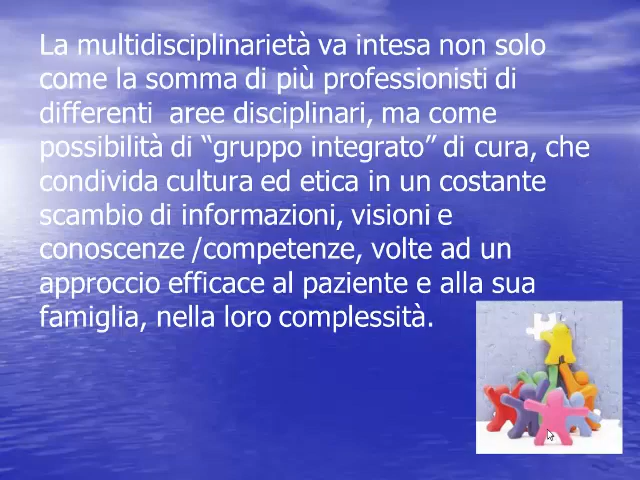 La multidisciplinarietà va intesa non solo
come la somma di più professionisti di
differenti  aree disciplinari, ma come
possibilità di “gruppo integrato” di cura, che
condivida cultura ed etica in un costante
scambio di informazioni, visioni e
conoscenze /competenze, volte ad un
approccio efficace al paziente e alla sua
famiglia, nella loro complessità.